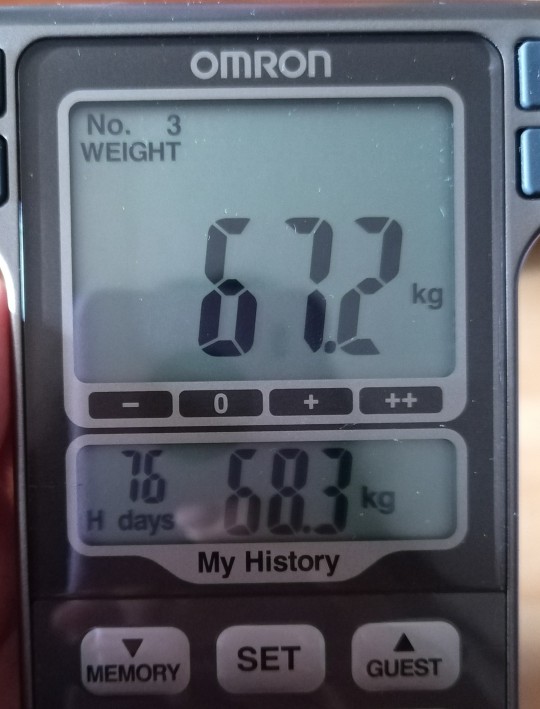 OMRON
No. 3
WEIGHT
67.2 kg
- 0 + ++
76 68.3 kg
H days
My History
▼ SET ▲
MEMORY GUEST